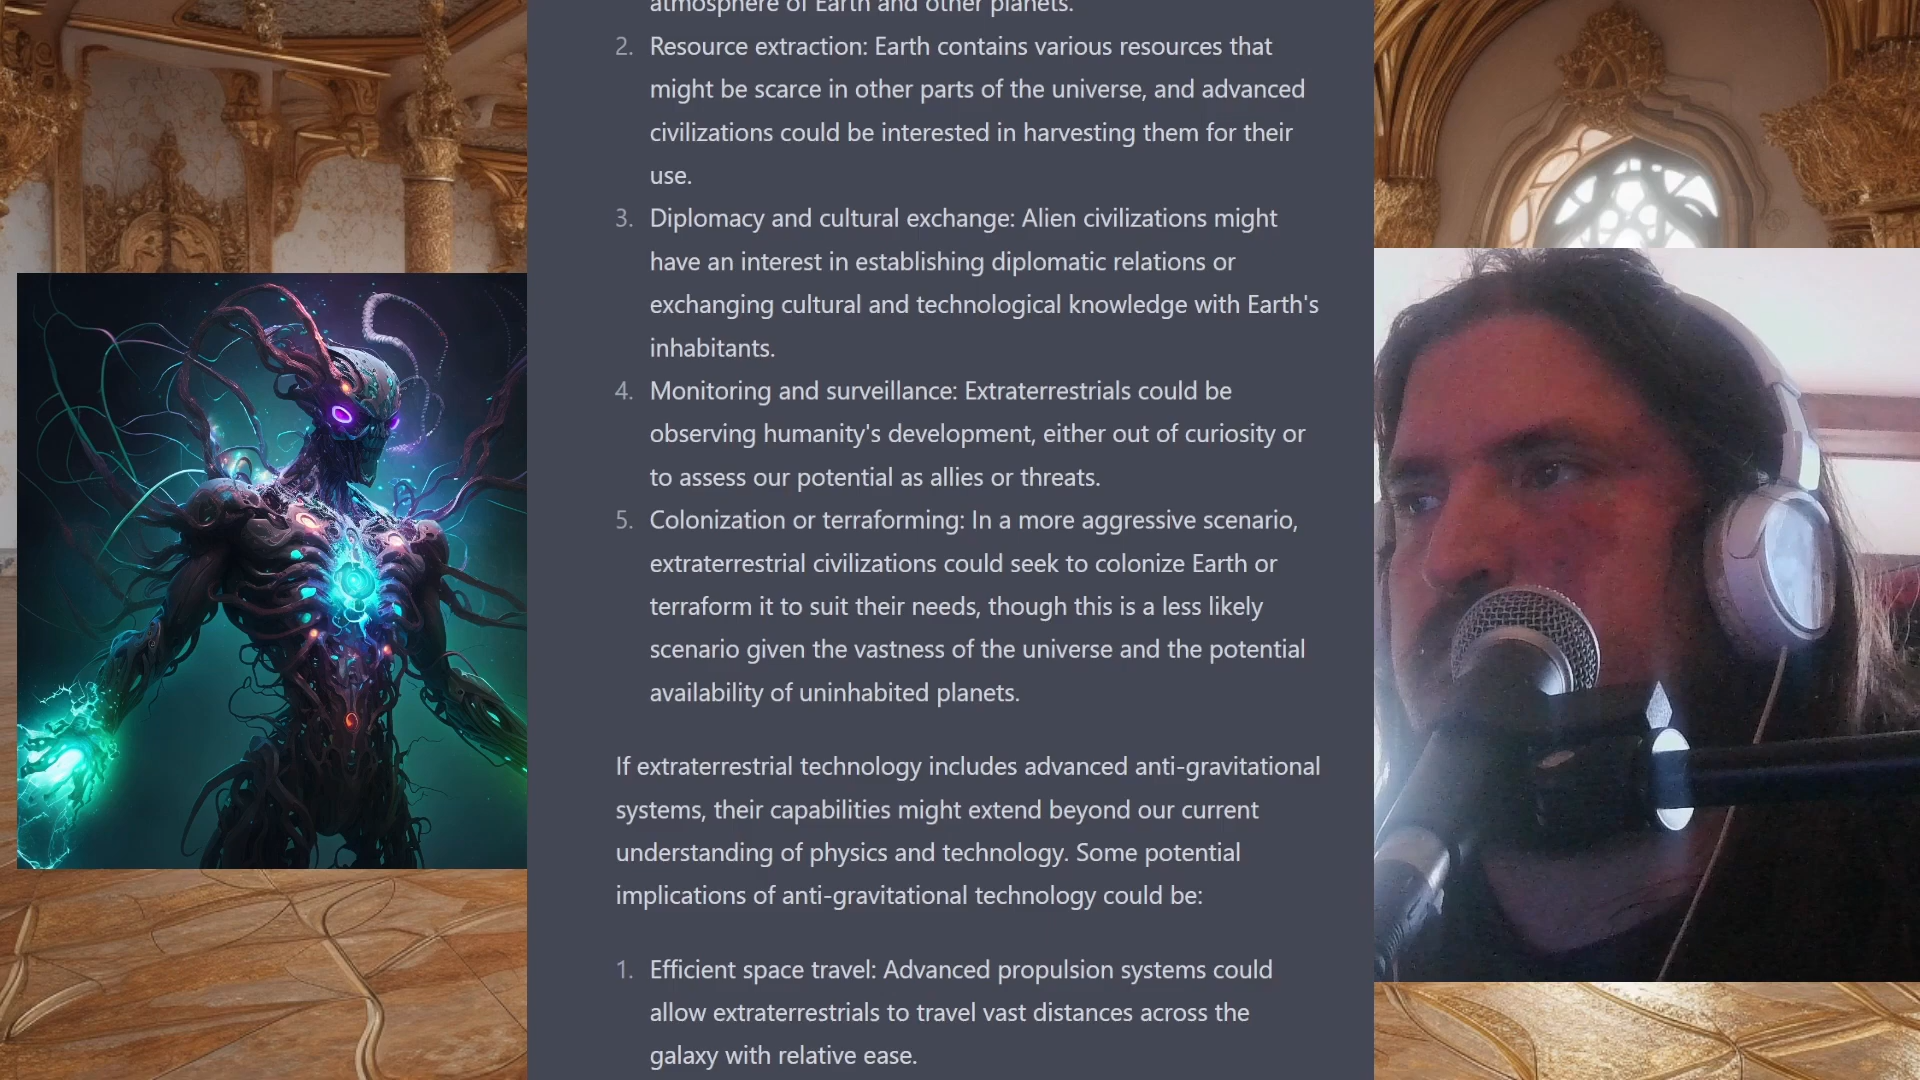 atmosphere of Earth and other planets.
2. Resource extraction: Earth contains various resources that
might be scarce in other parts of the universe, and advanced
civilizations could be interested in harvesting them for their
use.
3. Diplomacy and cultural exchange: Alien civilizations might
have an interest in establishing diplomatic relations or
exchanging cultural and technological knowledge with Earth's
inhabitants.
4. Monitoring and surveillance: Extraterrestrials could be
observing humanity's development, either out of curiosity or
to assess our potential as allies or threats.
5. Colonization or terraforming: In a more aggressive scenario,
extraterrestrial civilizations could seek to colonize Earth or
terraform it to suit their needs, though this is a less likely
scenario given the vastness of the universe and the potential
availability of uninhabited planets.
If extraterrestrial technology includes advanced anti-gravitational
systems, their capabilities might extend beyond our current
understanding of physics and technology. Some potential
implications of anti-gravitational technology could be:
1. Efficient space travel: Advanced propulsion systems could
allow extraterrestrials to travel vast distances across the
galaxy with relative ease.